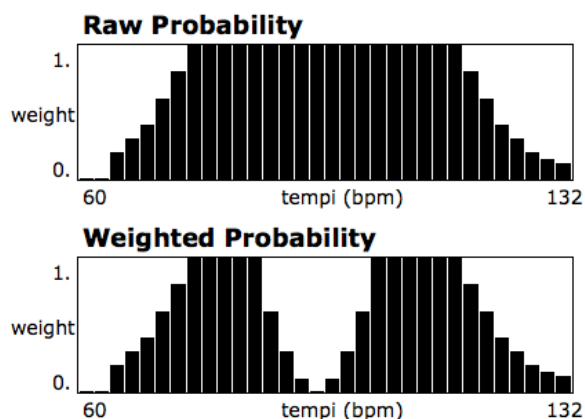 Raw Probability
1.
weight
0.
60 tempi (bpm) 132
Weighted Probability
1.
weight
0.
60 tempi (bpm) 132